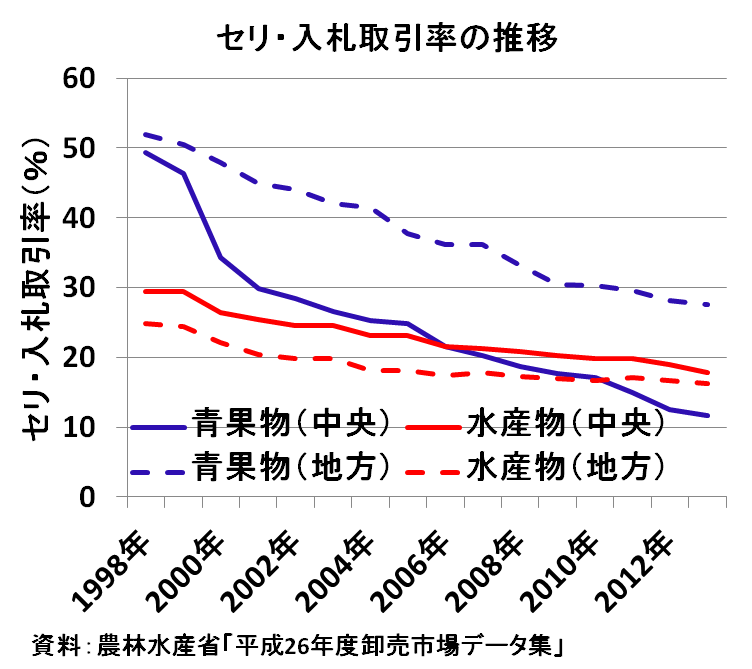 セリ・入札取引率の推移
セリ・入札取引率(%)
60
50
40
30
20
10
0
青果物(中央) 水産物(中央)
青果物(地方) 水産物(地方)
1998年 2000年 2002年 2004年 2006年 2008年 2010年 2012年
資料:農林水産省「平成26年度卸売市場データ集」